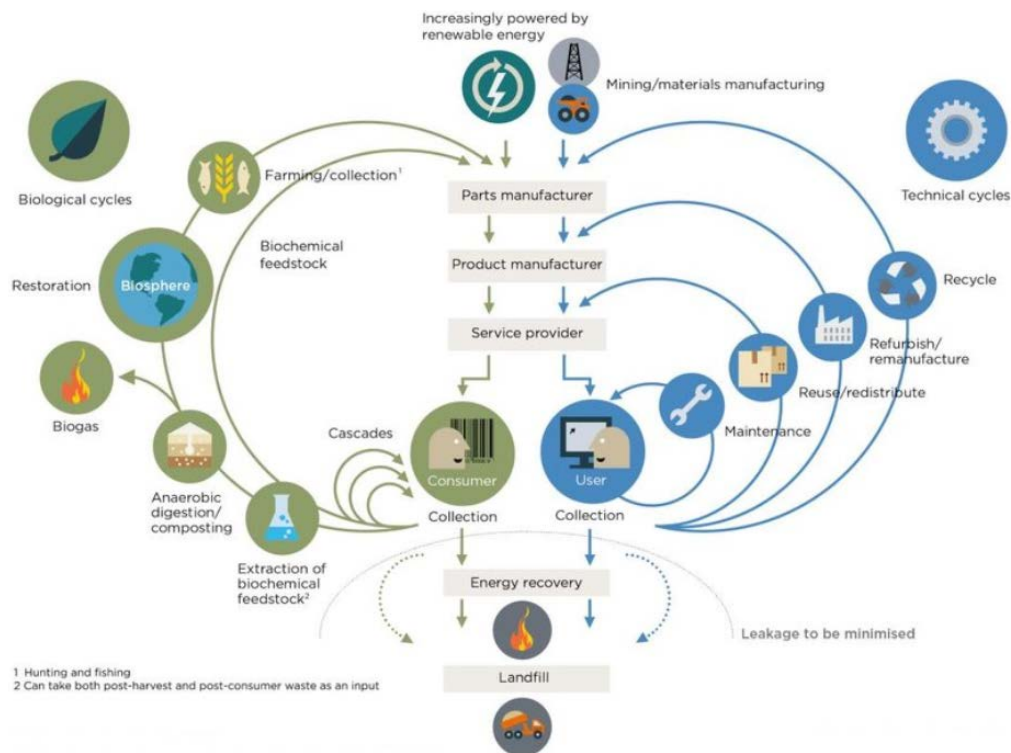 Increasingly powered by
renewable energy
Mining/materials manufacturing
Biological cycles
Farming/collection¹
Technical cycles
Parts manufacturer
Biochemical
feedstock
Product manufacturer
Restoration
Biosphere
Recycle
Service provider
Refurbish/
remanufacture
Reuse/redistribute
Biogas
Cascades
Maintenance
Consumer
User
Anaerobic
digestion/
composting
Collection
Collection
Extraction of
biochemical
feedstock²
Energy recovery
Leakage to be minimised
1 Hunting and fishing
2 Can take both post-harvest and post-consumer waste as an input
Landfill